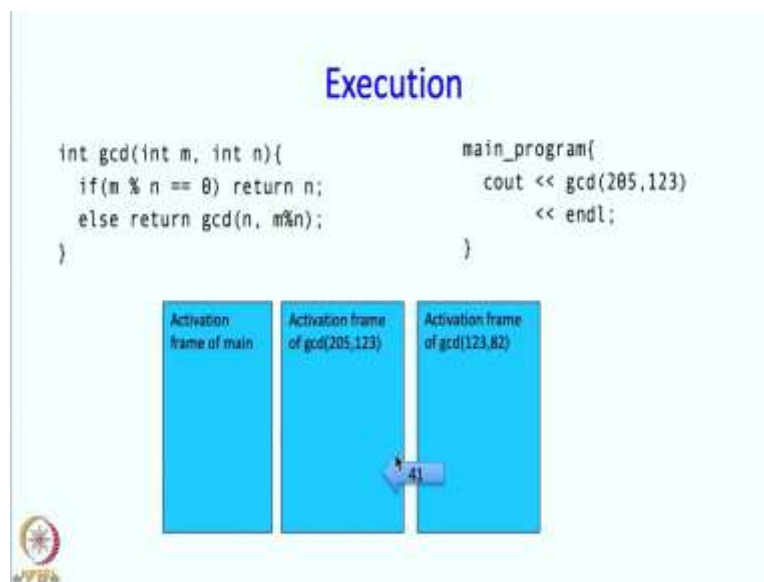 Execution
int gcd(int m, int n){
if(m % n == 0) return n;
else return gcd(n, m%n);
}
main_program{
cout << gcd(205,123)
<< endl;
}
Activation
frame of main
Activation frame
of gcd(205,123)
Activation frame
of gcd(123,82)
41
NPTEL